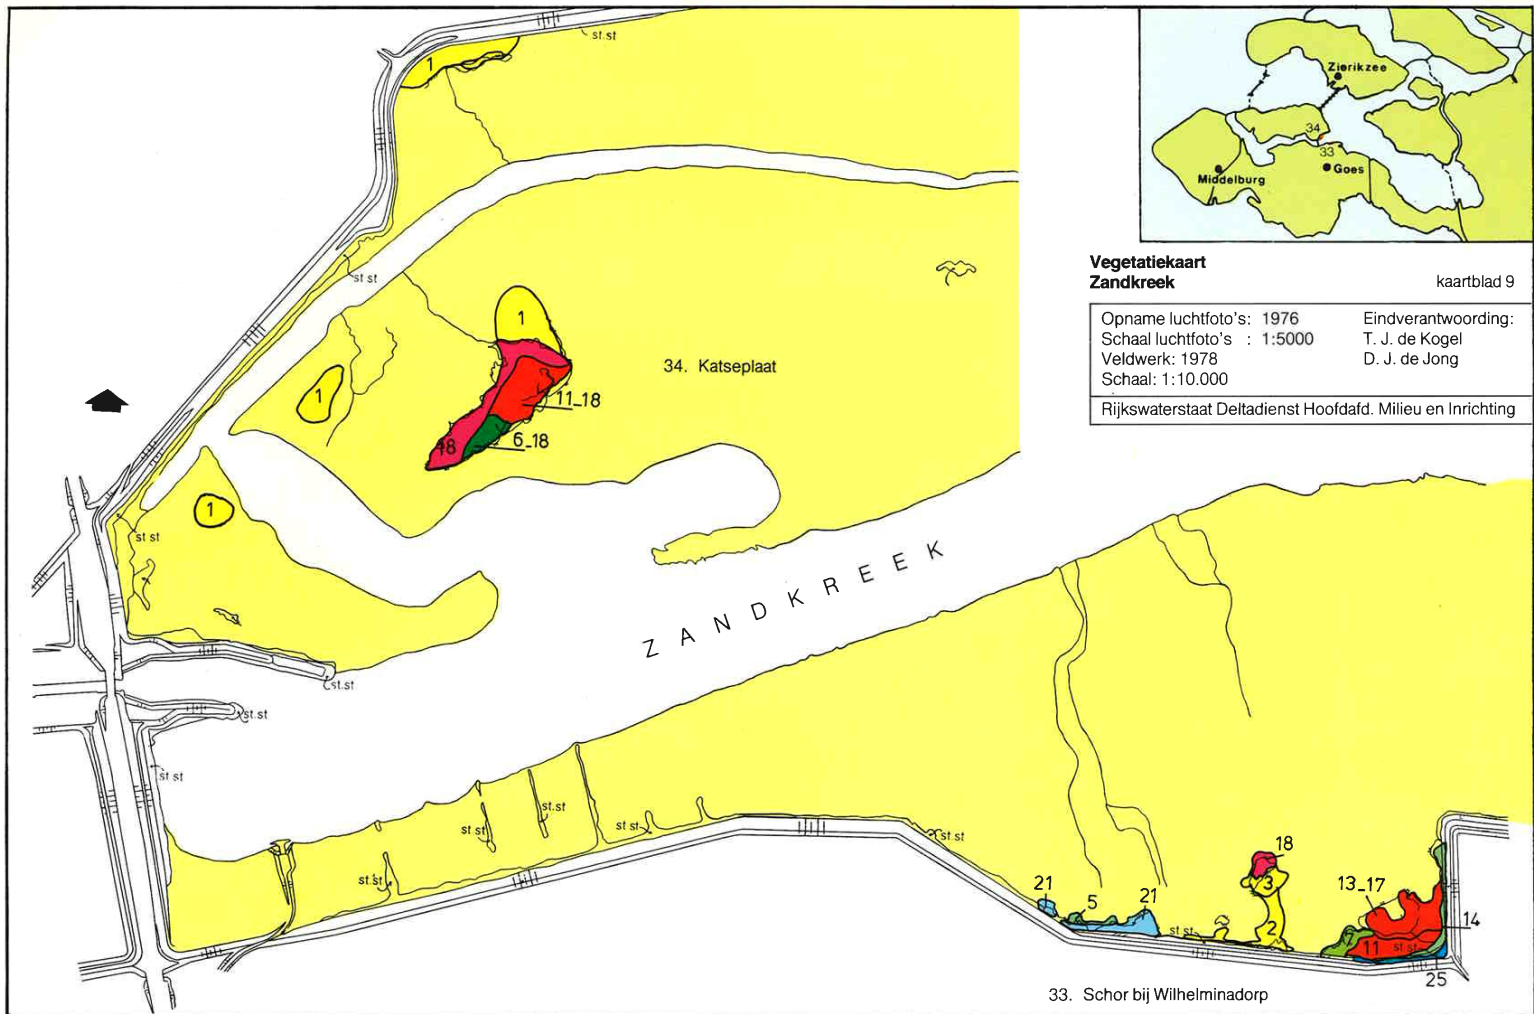 st.st
1
Zierikzee
34
33
Goes
Middelburg
Vegetatiekaart
Zandkreek
kaartblad 9
Opname luchtfoto's: 1976
Schaal luchtfoto's : 1:5000
Veldwerk: 1978
Schaal: 1:10.000
Eindverantwoording:
T. J. de Kogel
D. J. de Jong
Rijkswaterstaat Deltadienst Hoofdafd. Milieu en Inrichting
st st
1
34. Katseplaat
1
11_18
6_18
18
1
st st
ZANDKREEK
st.st
st.st
st st
st.st
st.st
st st
st.st
st.st
18
3
2
st st
21
5
21
13_17
14
7
11
st st
25
33. Schor bij Wilhelminadorp